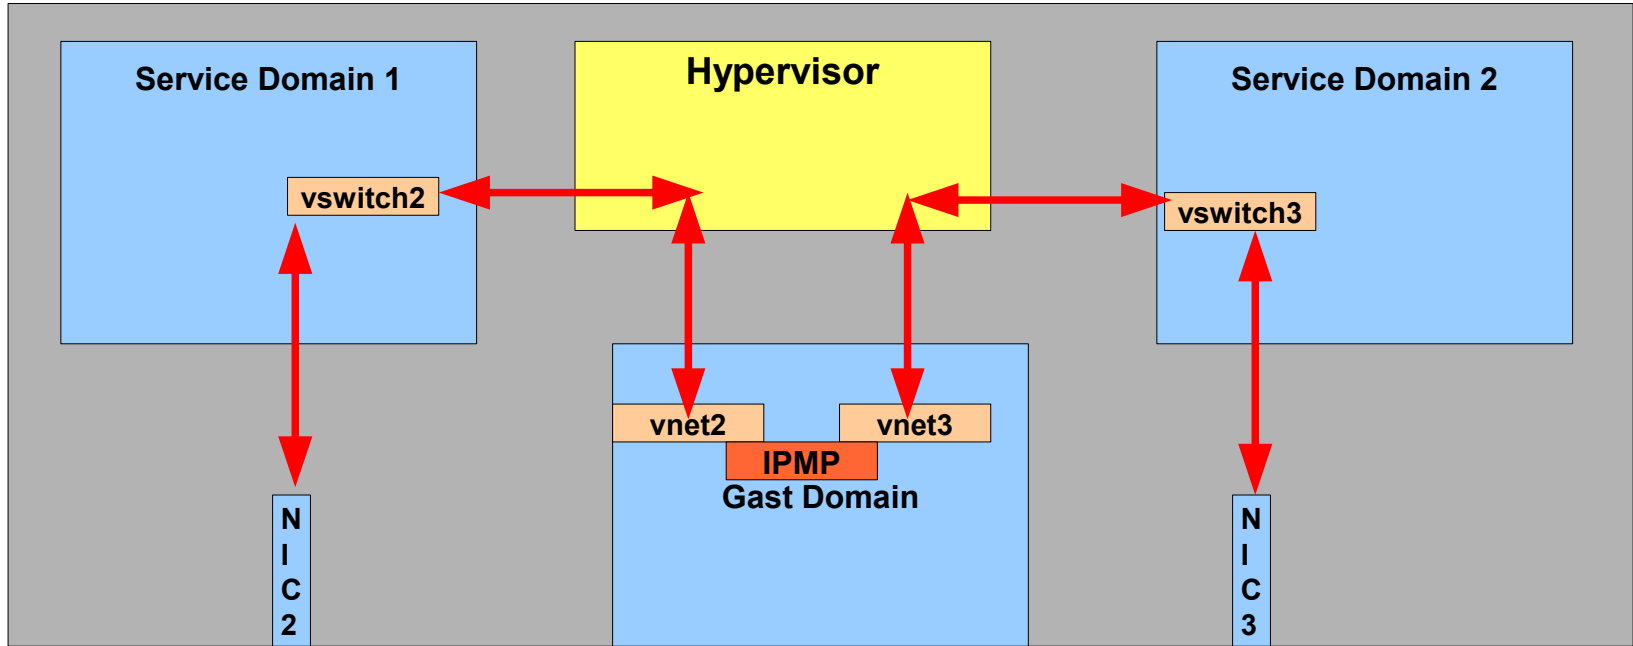 Service Domain 1
Hypervisor
Service Domain 2
vswitch2
vswitch3
vnet2
vnet3
IPMP
Gast Domain
N
I
C
2
N
I
C
3